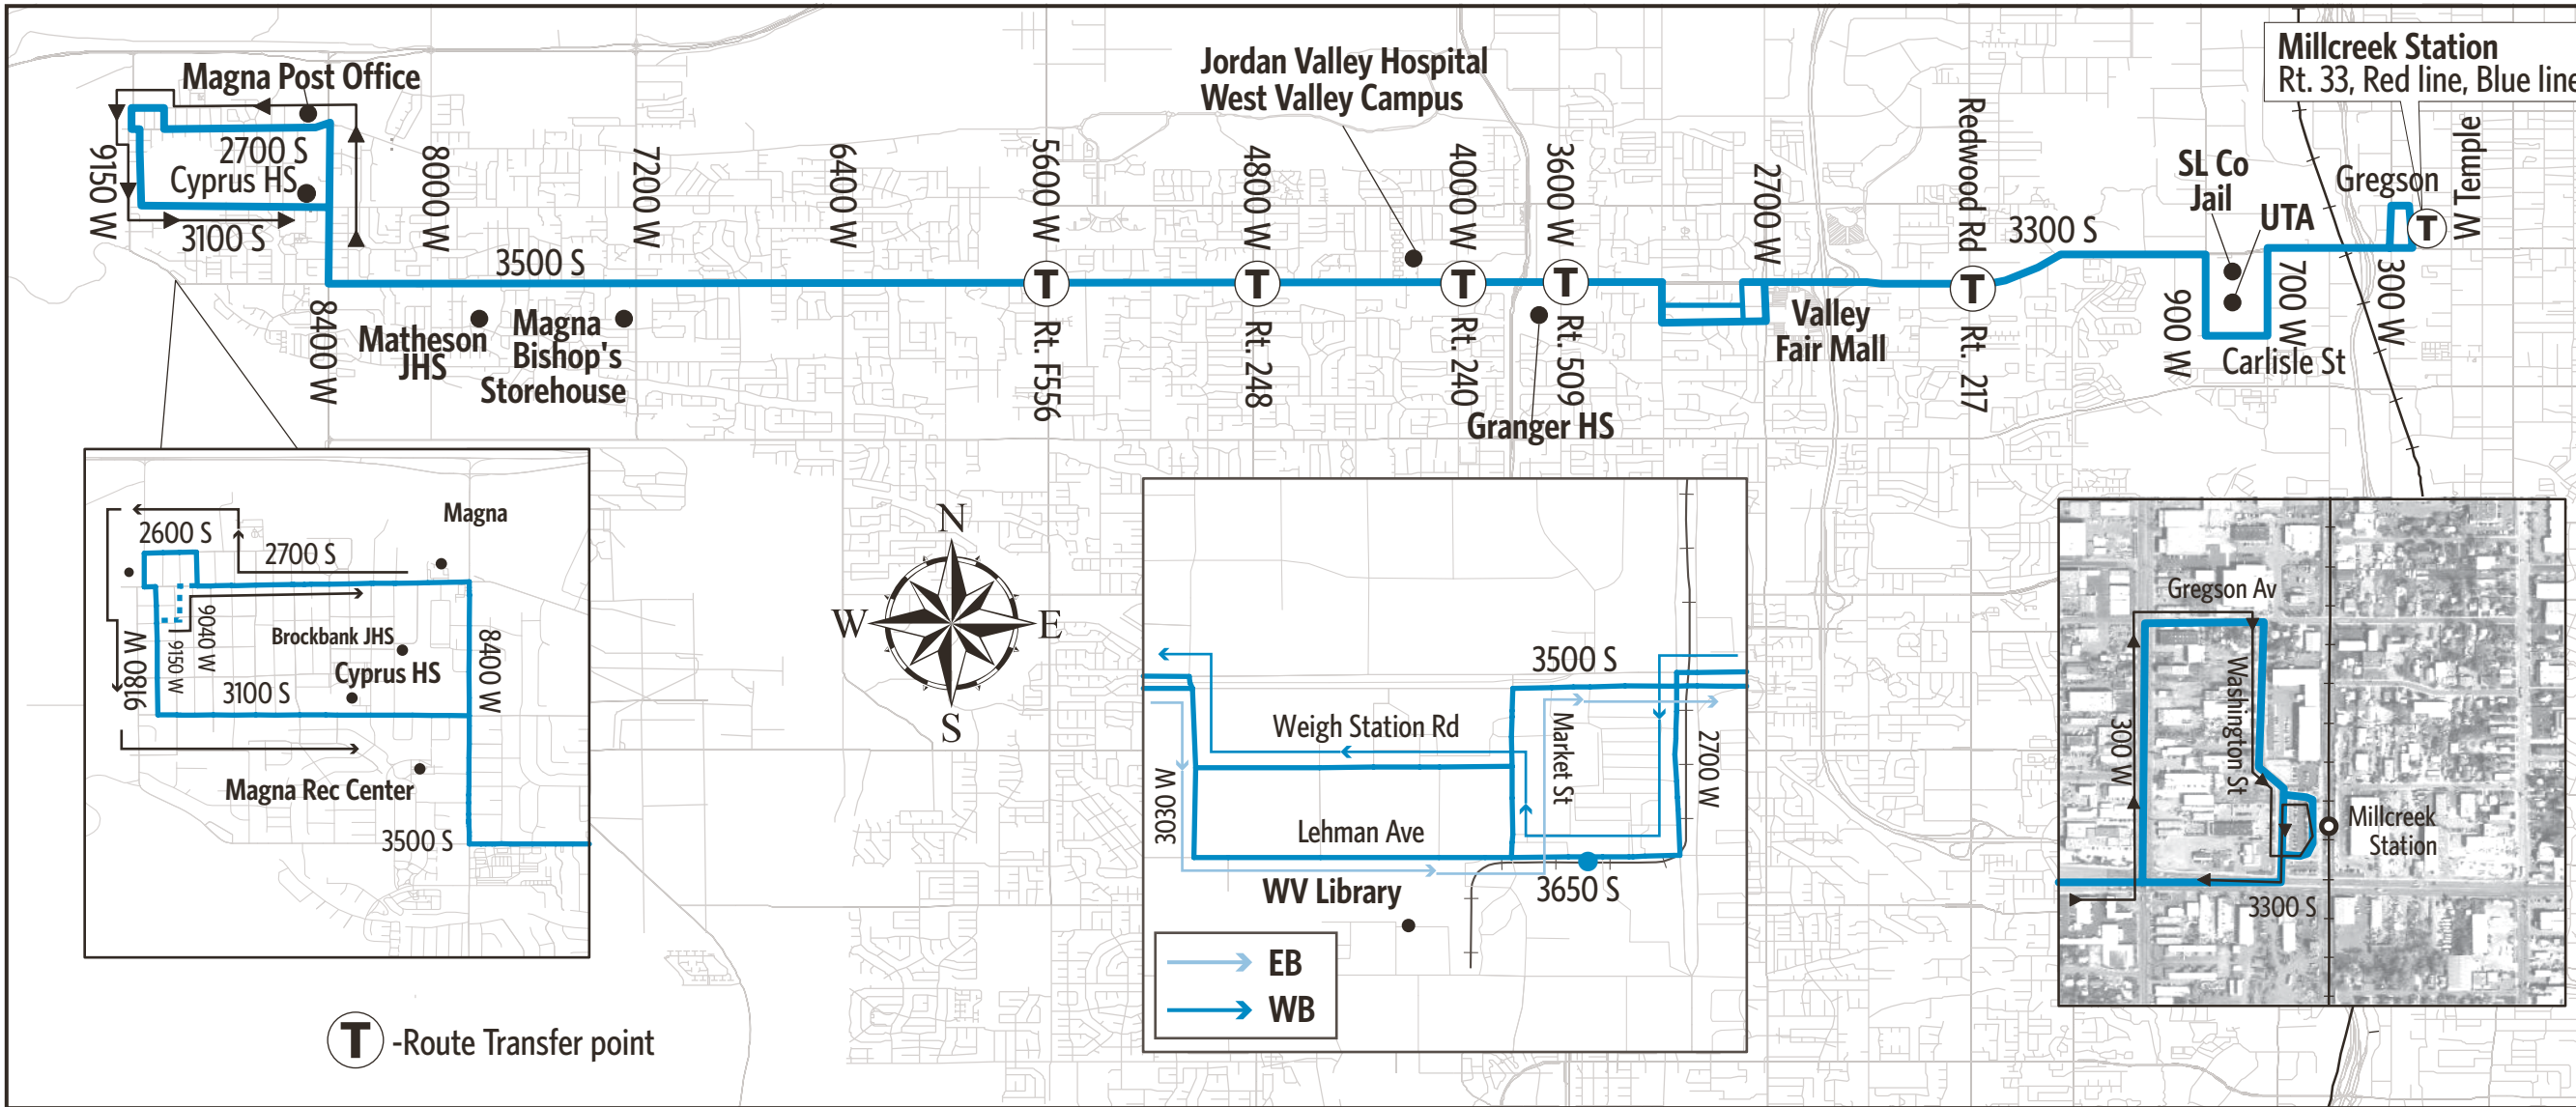 Millcreek Station
Rt. 33, Red line, Blue line
Magna Post Office
Jordan Valley Hospital
West Valley Campus
2700 S
Cyprus HS
3100 S
9150 W
8000 W
7200 W
6400 W
5600 W
4800 W
4000 W
3600 W
2700 W
Redwood Rd
3300 S
SL Co
Jail
UTA
Gregson
W Temple
3500 S
T
T
T
T
T
T
8400 W
Matheson
JHS
Magna
Bishop's
Storehouse
Rt. F556
Rt. 248
Rt. 240
Rt. 509
Granger HS
Valley
Fair Mall
Rt. 217
900 W
700 W
300 W
Carlisle St
Magna
2600 S
2700 S
9180 W
9150 W
9040 W
Brockbank JHS
Cyprus HS
8400 W
3100 S
Magna Rec Center
3500 S
N
W
E
S
3500 S
Weigh Station Rd
Market St
2700 W
3030 W
Lehman Ave
WV Library
3650 S
EB
WB
Gregson Av
300 W
Washington St
Millcreek
Station
3300 S
T -Route Transfer point